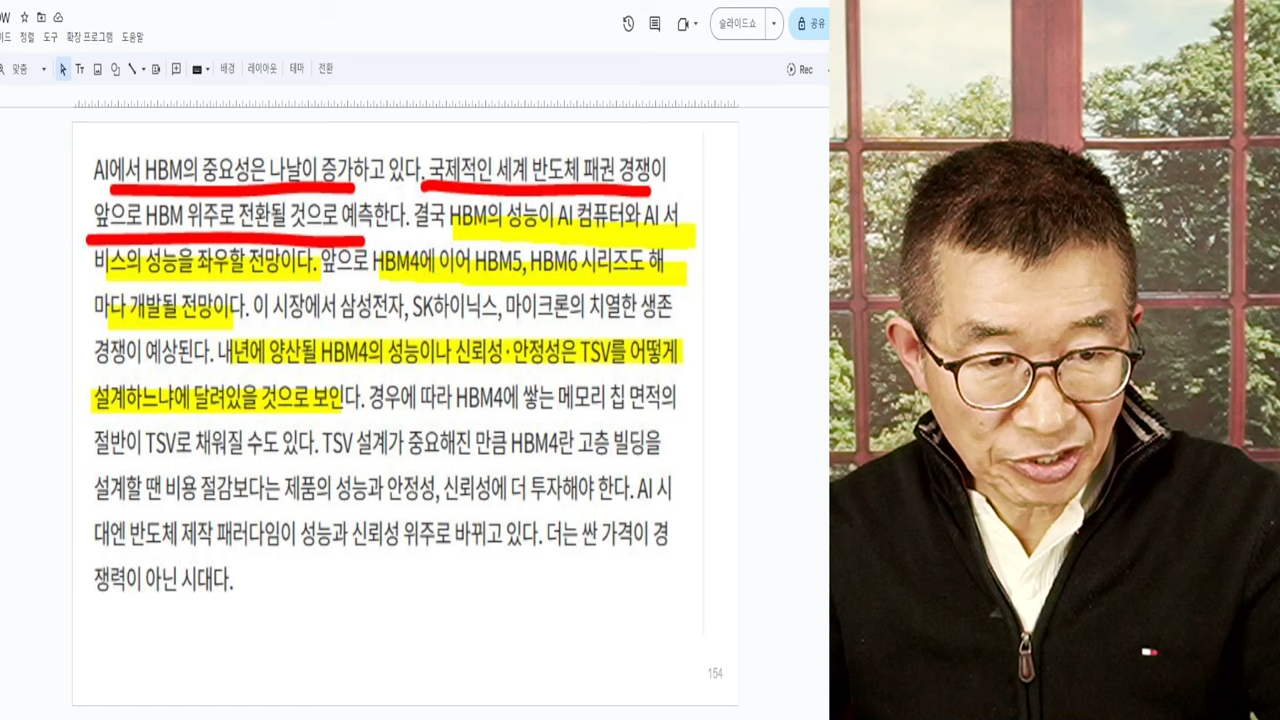 정렬 도구 확장 프로그램 도움말
슬라이드쇼
공유
맞춤
배경 레이아웃 테마 전환
Rec
AI에서 HBM의 중요성은 나날이 증가하고 있다. 국제적인 세계 반도체 패권 경쟁이
앞으로 HBM 위주로 전환될 것으로 예측한다. 결국 HBM의 성능이 AI 컴퓨터와 AI 서
비스의 성능을 좌우할 전망이다. 앞으로 HBM4에 이어 HBM5, HBM6 시리즈도 해
마다 개발될 전망이다. 이 시장에서 삼성전자, SK하이닉스, 마이크론의 치열한 생존
경쟁이 예상된다. 내년에 양산될 HBM4의 성능이나 신뢰성·안정성은 TSV를 어떻게
설계하느냐에 달려있을 것으로 보인다. 경우에 따라 HBM4에 쌓는 메모리 칩 면적의
절반이 TSV로 채워질 수도 있다. TSV 설계가 중요해진 만큼 HBM4란 고층 빌딩을
설계할 땐 비용 절감보다는 제품의 성능과 안정성, 신뢰성에 더 투자해야 한다. AI 시
대엔 반도체 제작 패러다임이 성능과 신뢰성 위주로 바뀌고 있다. 더는 싼 가격이 경
쟁력이 아닌 시대다.
154